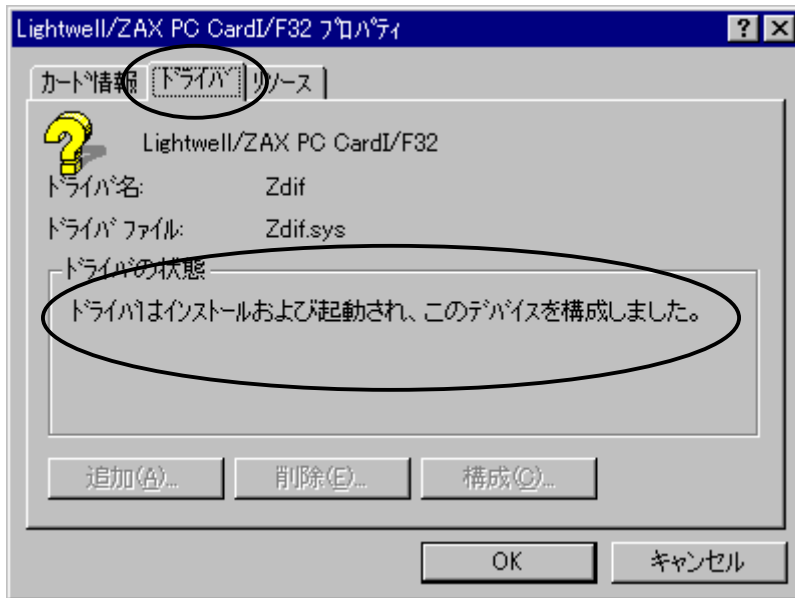 Lightwell/ZAX PC CardI/F32 ﾌﾟﾛﾊﾟﾃｨ
ｶｰﾄﾞ情報 ﾄﾞﾗｲﾊﾞ ﾘｿｰｽ
Lightwell/ZAX PC CardI/F32
ﾄﾞﾗｲﾊﾞ名: Zdif
ﾄﾞﾗｲﾊﾞ ﾌｧｲﾙ: Zdif.sys
ﾄﾞﾗｲﾊﾞの状態
ﾄﾞﾗｲﾊﾞはｲﾝｽﾄｰﾙおよび起動され、このﾃﾞﾊﾞｲｽを構成しました。
追加(A)... 削除(E)... 構成(C)...
OK ｷｬﾝｾﾙ